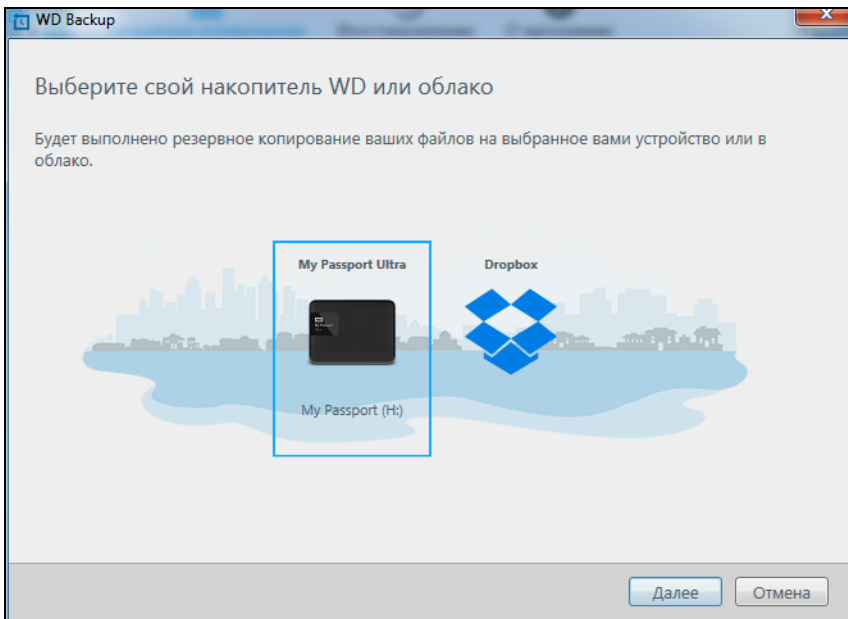 WD Backup
Выберите свой накопитель WD или облако
Будет выполнено резервное копирование ваших файлов на выбранное вами устройство или в
облако.
My Passport Ultra
Dropbox
My Passport (H:)
Далее
Отмена